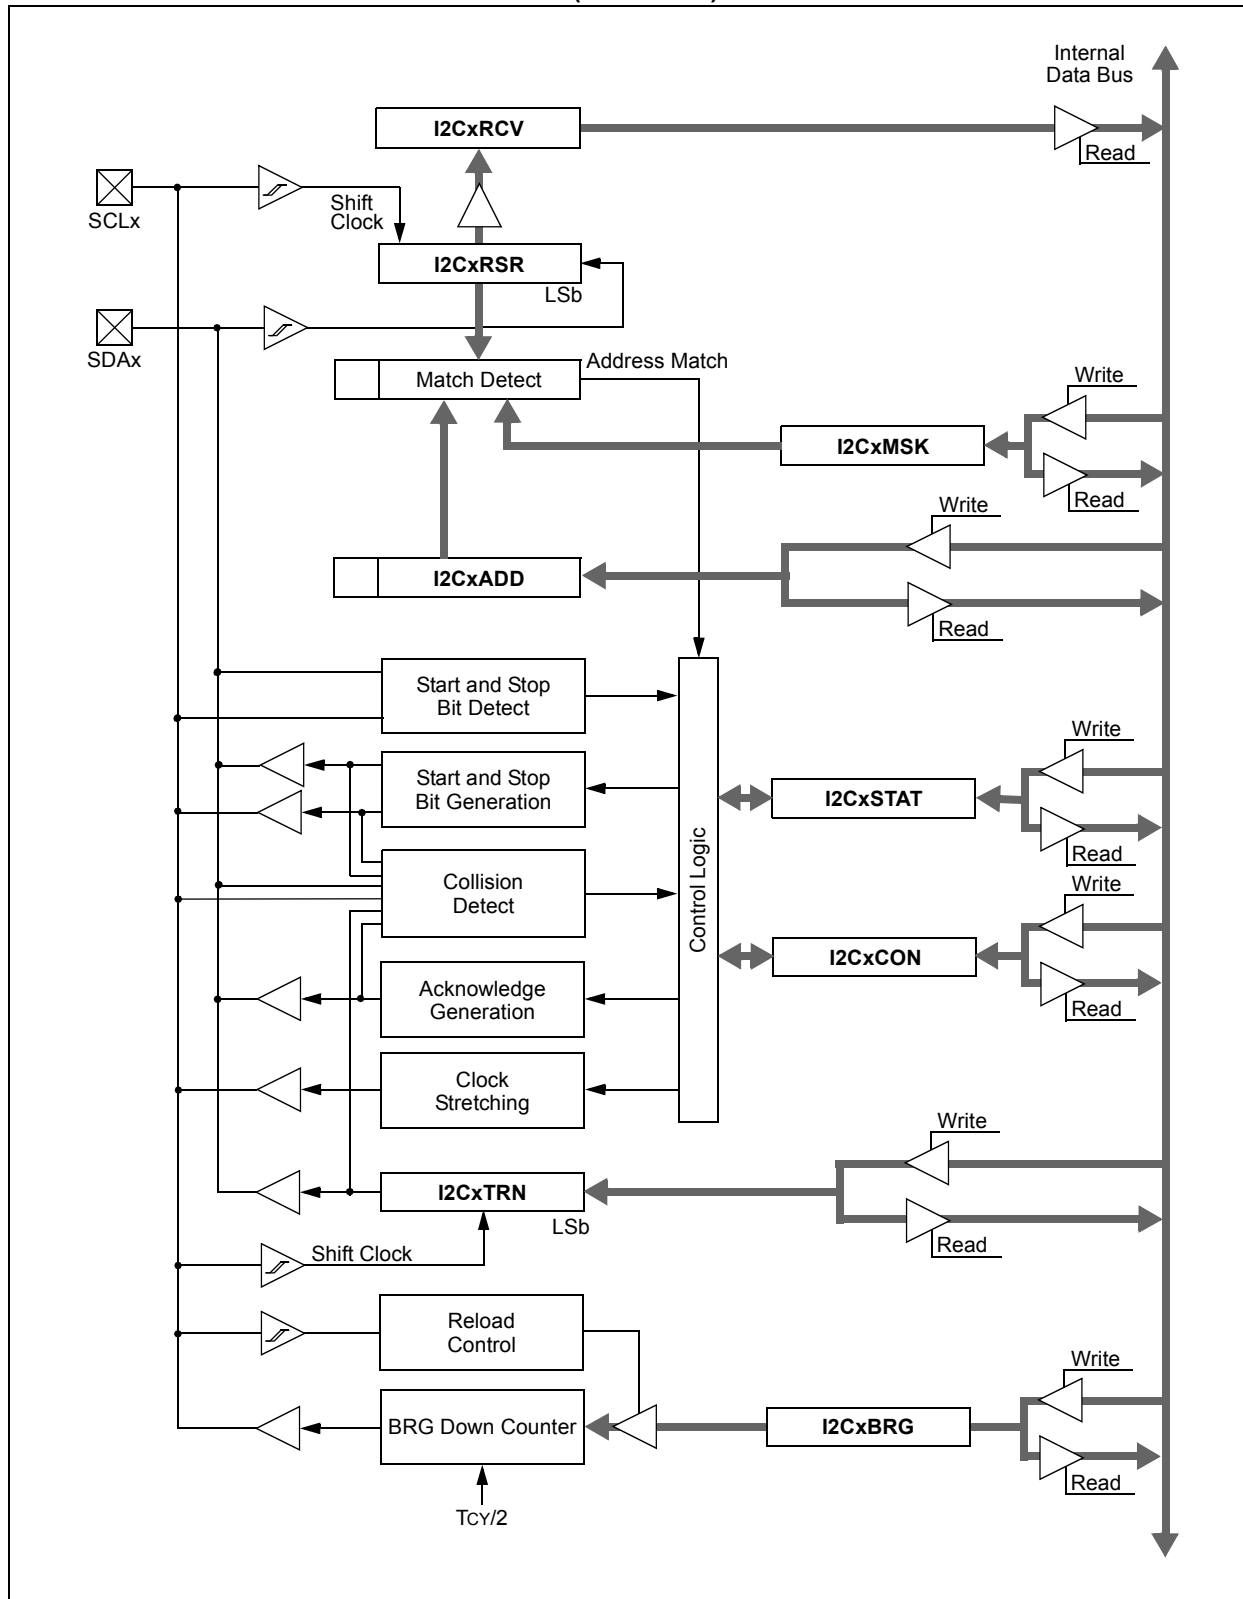 Internal
Data Bus
I2CxRCV
Read
SCLx
Shift
Clock
I2CxRSR
LSb
SDAx
Address Match
Match Detect
Write
I2CxMSK
Read
Write
I2CxADD
Read
Start and Stop
Bit Detect
Write
Start and Stop
Bit Generation
I2CxSTAT
Read
Control Logic
Collision
Detect
Write
I2CxCON
Acknowledge
Generation
Read
Clock
Stretching
Write
I2CxTRN
LSb
Read
Shift Clock
Reload
Control
Write
BRG Down Counter
I2CxBRG
Read
TCY/2